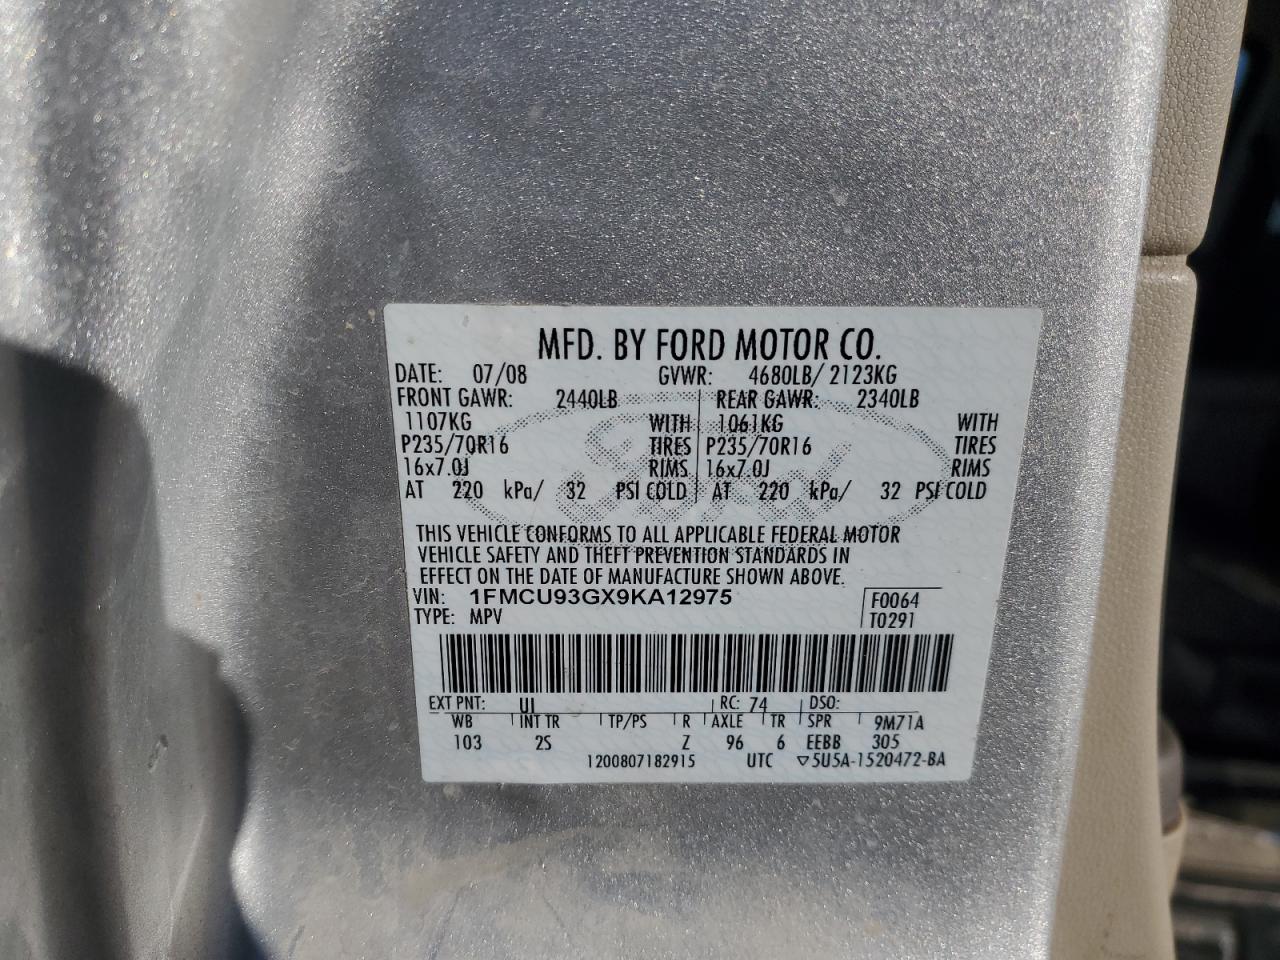 MFD. BY FORD MOTOR CO.
DATE: 07/08 GVWR: 4680LB/ 2123KG
FRONT GAWR: 2440LB REAR GAWR: 2340LB
1107KG WITH 1061KG WITH
P235/70R16 TIRES P235/70R16 TIRES
16x7.0J RIMS 16x7.0J RIMS
AT 220 kPa/ 32 PSI COLD AT 220 kPa/ 32 PSI COLD
Ford
THIS VEHICLE CONFORMS TO ALL APPLICABLE FEDERAL MOTOR
VEHICLE SAFETY AND THEFT PREVENTION STANDARDS IN
EFFECT ON THE DATE OF MANUFACTURE SHOWN ABOVE.
VIN: 1FMCU93GX9KA12975 F0064
TYPE: MPV T0291
EXT PNT: UI RC: 74 DSO:
WB INT TR TP/PS R AXLE TR SPR 9M71A
103 2S Z 96 6 EEBB 305
1200807182915 UTC ▽5U5A-1520472-BA